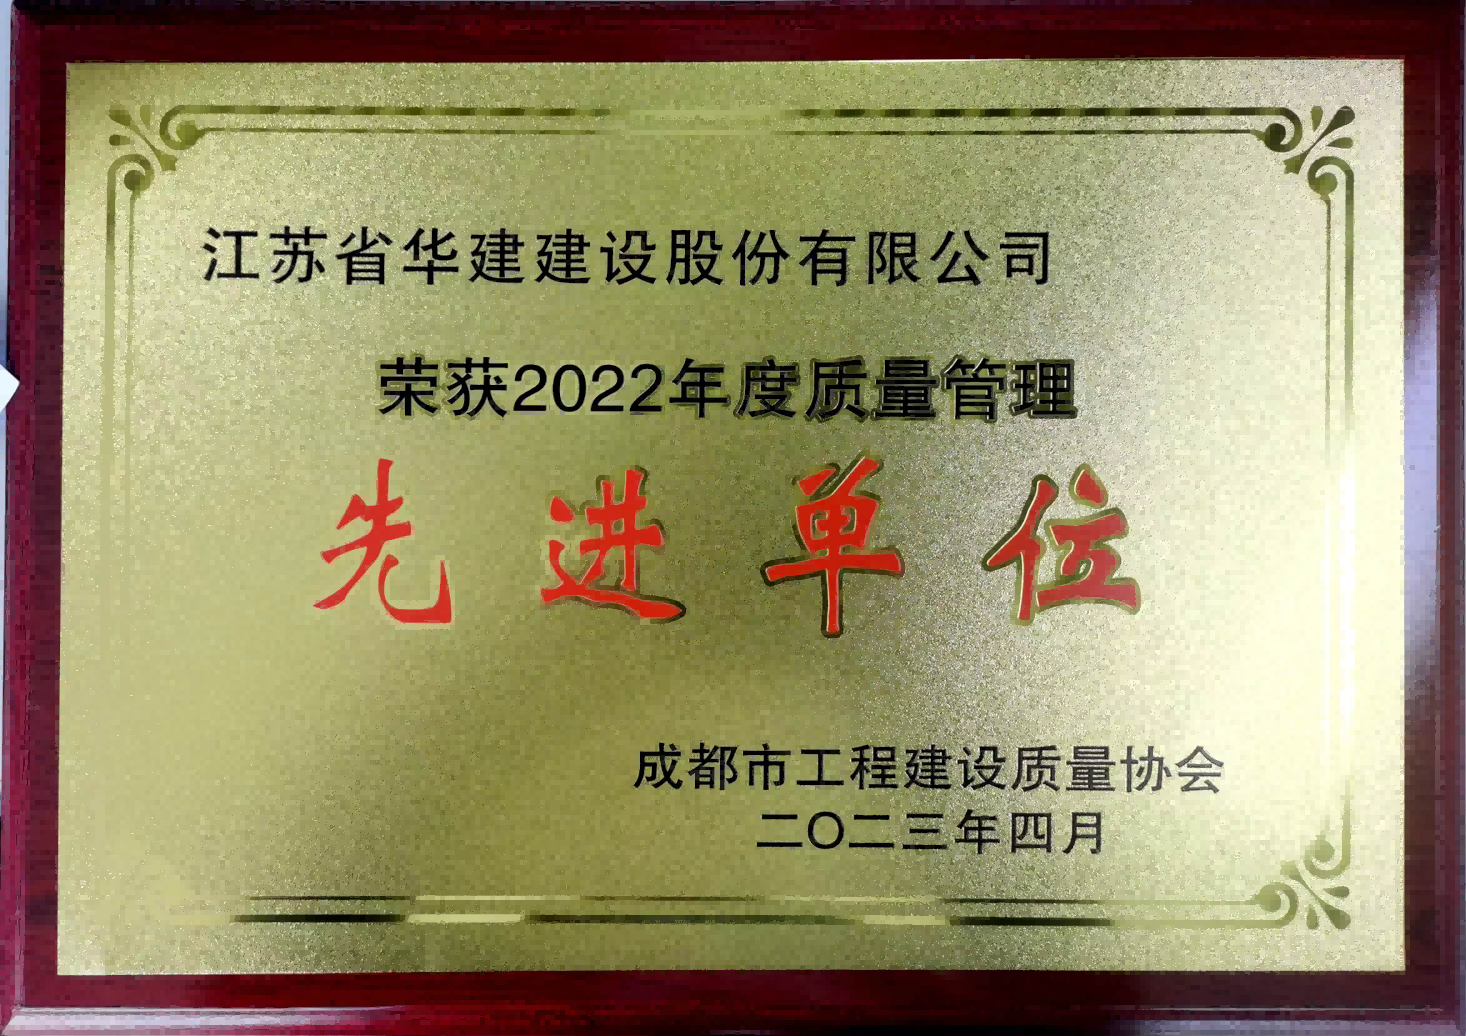 江苏省华建建设股份有限公司
荣获2022年度质量管理
先进单位
成都市工程建设质量协会
二〇二三年四月